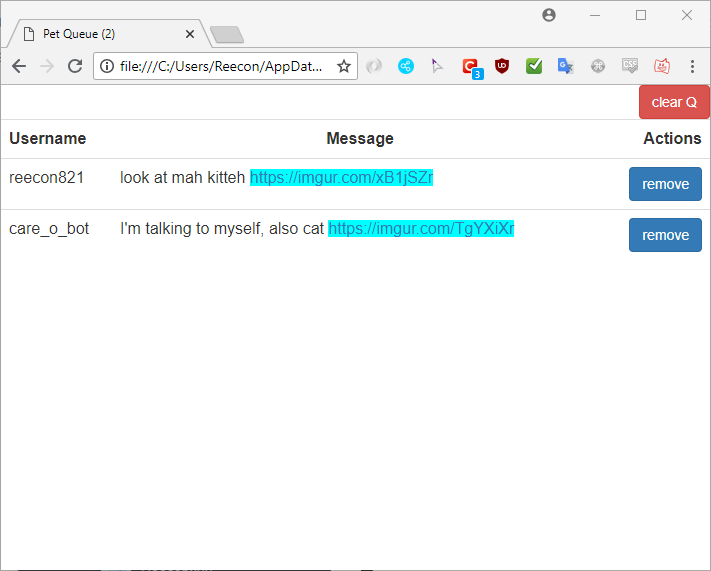 Pet Queue (2)
file:///C:/Users/Reecon/AppDat...
3
clear Q
Username Message Actions
reecon821 look at mah kitteh https://imgur.com/xB1jSZr remove
care_o_bot I'm talking to myself, also cat https://imgur.com/TgYXiXr remove